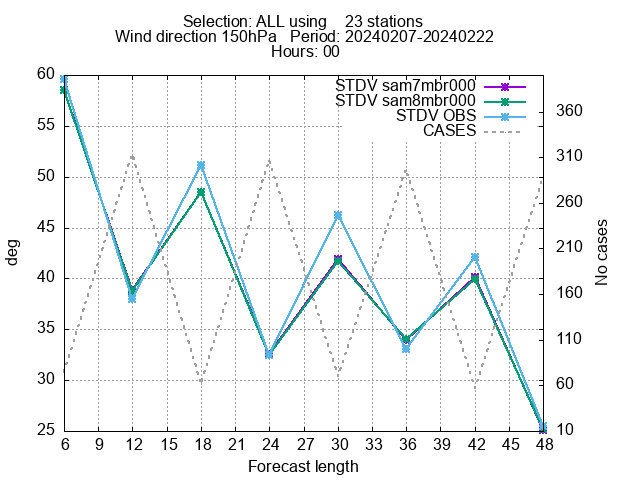 Selection: ALL using    23 stations
Wind direction 150hPa   Period: 20240207-20240222
Hours: 00
STDV sam7mbr000
STDV sam8mbr000
STDV OBS
CASES
60
55
50
45
40
35
30
25
deg
360
310
260
210
160
110
60
10
No cases
6 9 12 15 18 21 24 27 30 33 36 39 42 45 48
Forecast length